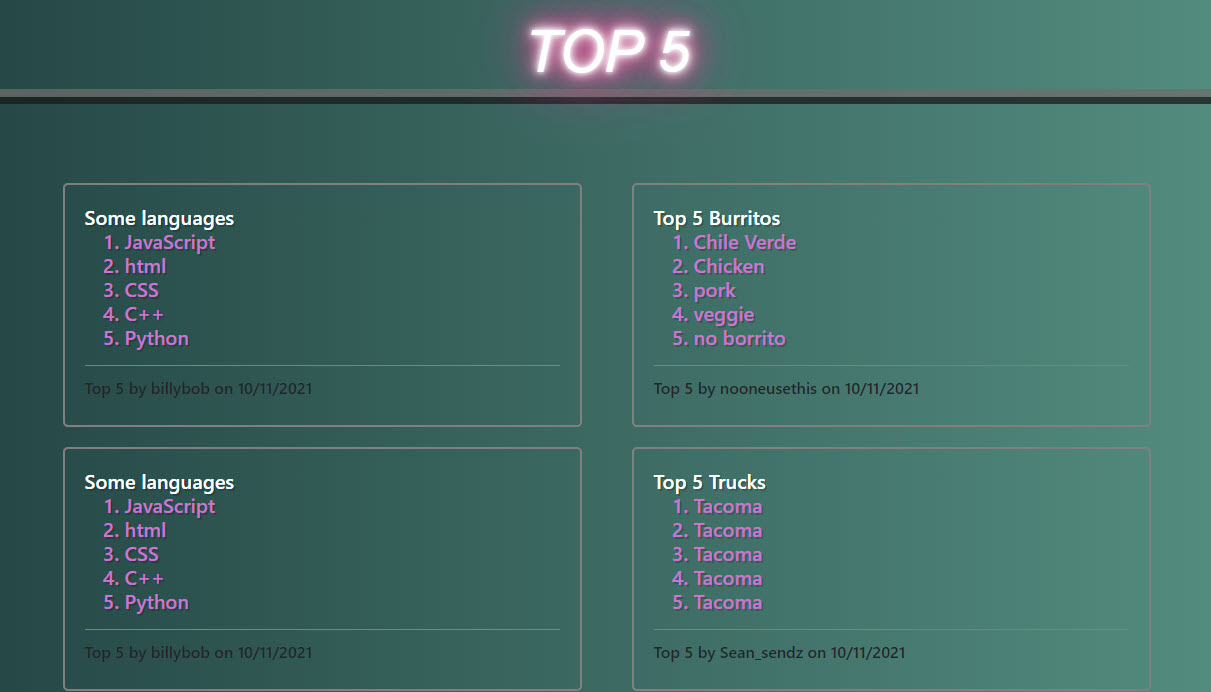 TOP 5
Some languages
1. JavaScript
2. html
3. CSS
4. C++
5. Python
Top 5 by billybob on 10/11/2021
Top 5 Burritos
1. Chile Verde
2. Chicken
3. pork
4. veggie
5. no borrito
Top 5 by nooneusethis on 10/11/2021
Some languages
1. JavaScript
2. html
3. CSS
4. C++
5. Python
Top 5 by billybob on 10/11/2021
Top 5 Trucks
1. Tacoma
2. Tacoma
3. Tacoma
4. Tacoma
5. Tacoma
Top 5 by Sean_sendz on 10/11/2021